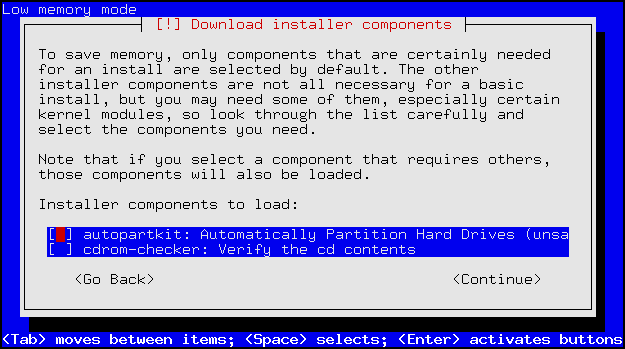 Low memory mode
[!] Download installer components
To save memory, only components that are certainly needed
for an install are selected by default. The other
installer components are not all necessary for a basic
install, but you may need some of them, especially certain
kernel modules, so look through the list carefully and
select the components you need.
Note that if you select a component that requires others,
those components will also be loaded.
Installer components to load:
[ ] autopartkit: Automatically Partition Hard Drives (unsa
[ ] cdrom-checker: Verify the cd contents
<Go Back> <Continue>
<Tab> moves between items; <Space> selects; <Enter> activates buttons